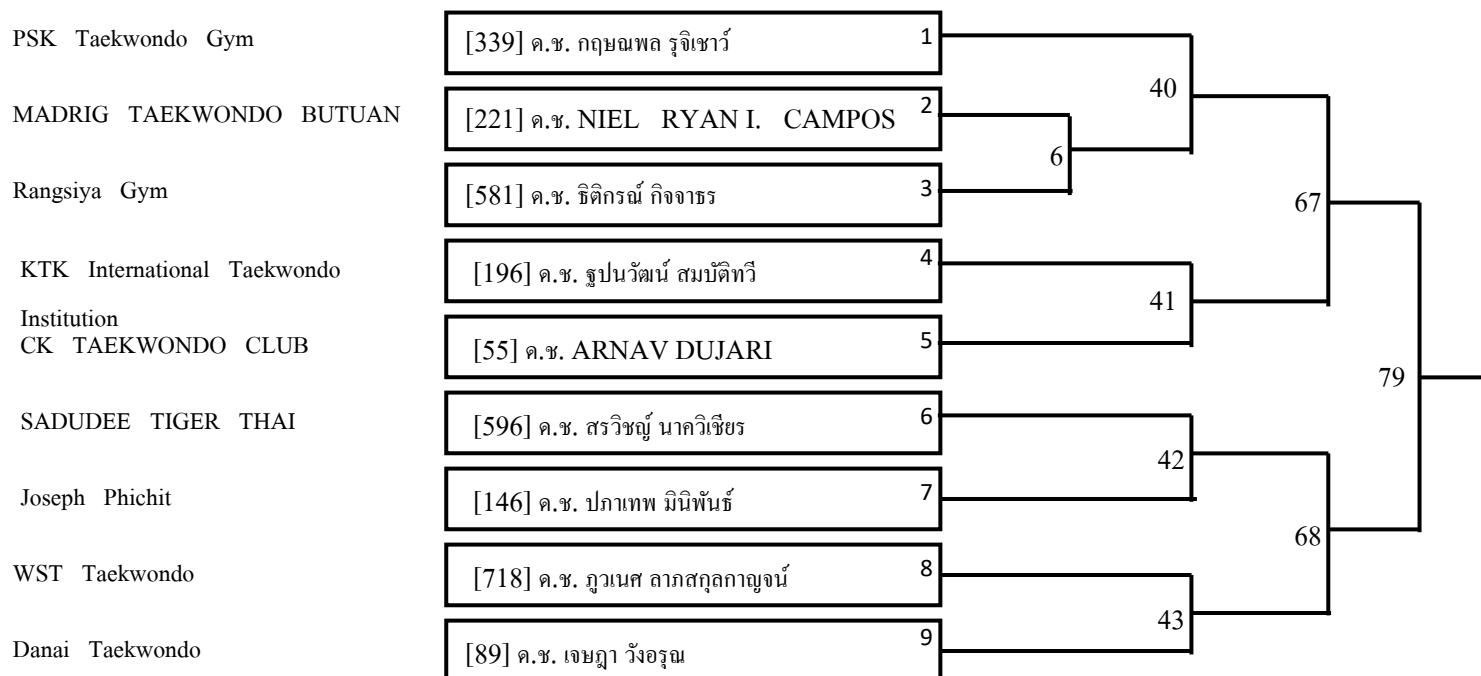 PSK Taekwondo Gym [339] ด.ช. กฤษณพล รุจิเชาว์ 1
40
MADRIG TAEKWONDO BUTUAN [221] ด.ช. NIEL RYAN I. CAMPOS 2
6
Rangsiya Gym [581] ด.ช. ธิติกรณ์ กิจจาธร 3
67
KTK International Taekwondo [196] ด.ช. ฐปนวัฒน์ สมบัติทวี 4
41
Institution
CK TAEKWONDO CLUB [55] ด.ช. ARNAV DUJARI 5
79
SADUDEE TIGER THAI [596] ด.ช. สรวิชญ์ นาควิเชียร 6
42
Joseph Phichit [146] ด.ช. ปภาเทพ มินิพันธ์ 7
68
WST Taekwondo [718] ด.ช. ภูวเนศ ลาภสกุลกาญจน์ 8
43
Danai Taekwondo [89] ด.ช. เจษฎา วังอรุณ 9